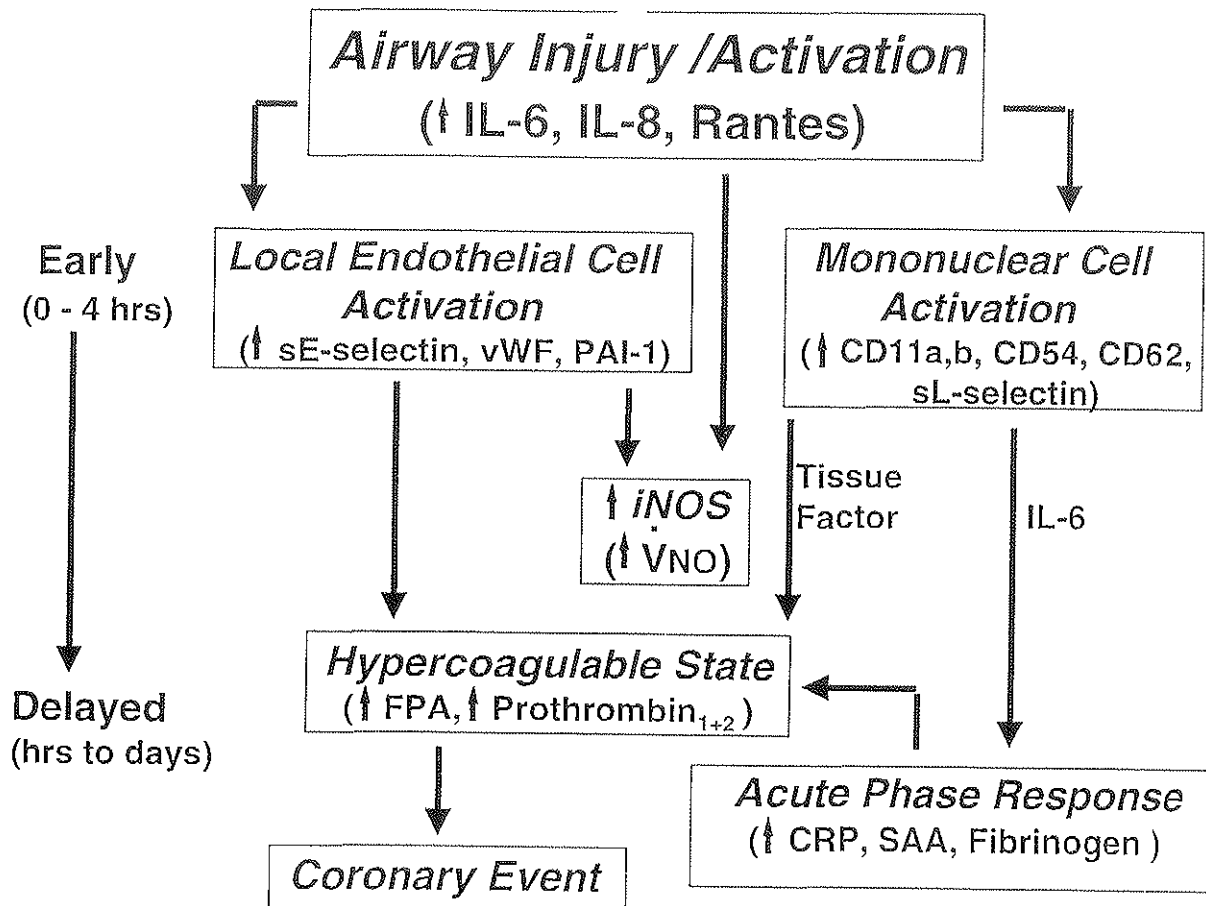 Airway Injury /Activation
(↑ IL-6, IL-8, Rantes)
Early
(0 - 4 hrs)
Local Endothelial Cell
Activation
(↑ sE-selectin, vWF, PAI-1)
Mononuclear Cell
Activation
(↑ CD11a,b, CD54, CD62,
sL-selectin)
↑ iNOS
(↑ V̇NO)
Tissue
Factor
IL-6
Hypercoagulable State
(↑ FPA, ↑ Prothrombin₁₊₂ )
Delayed
(hrs to days)
Acute Phase Response
(↑ CRP, SAA, Fibrinogen )
Coronary Event